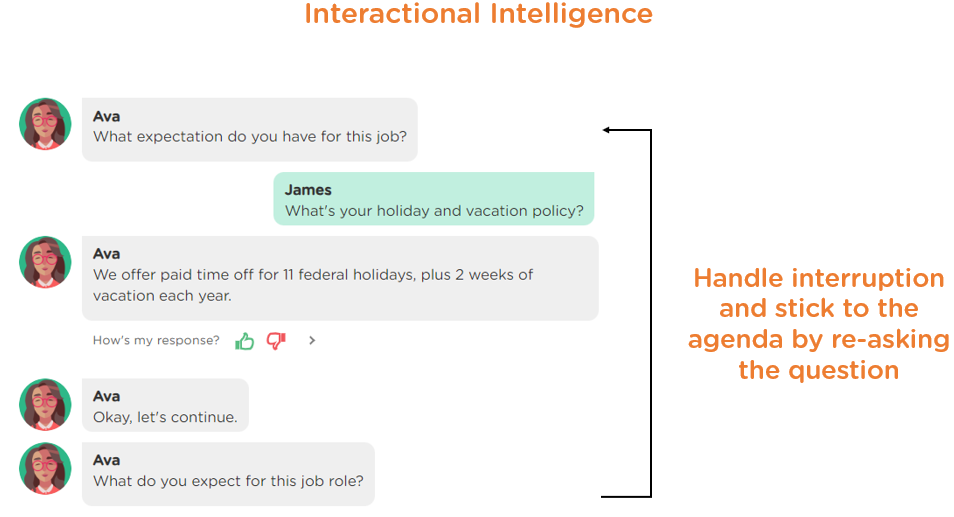 Interactional Intelligence
Ava
What expectation do you have for this job?
James
What's your holiday and vacation policy?
Ava
We offer paid time off for 11 federal holidays, plus 2 weeks of
vacation each year.
How's my response?
Ava
Okay, let's continue.
Ava
What do you expect for this job role?
Handle interruption
and stick to the
agenda by re-asking
the question